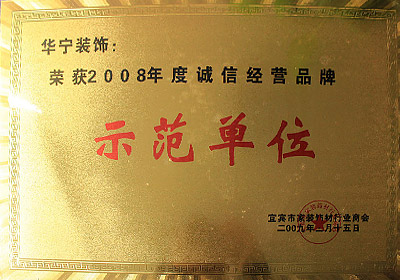 华宁装饰:
荣获2008年度诚信经营品牌
示范单位
宜宾市家装饰材行业商会
二00九年一月十五日